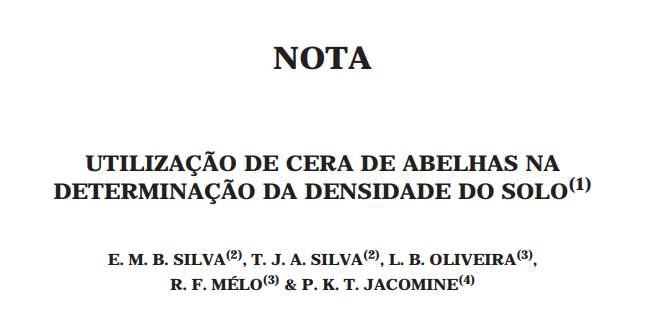 NOTA
UTILIZAÇÃO DE CERA DE ABELHAS NA
DETERMINAÇÃO DA DENSIDADE DO SOLO(1)
E. M. B. SILVA(2), T. J. A. SILVA(2), L. B. OLIVEIRA(3),
R. F. MÉLO(3) & P. K. T. JACOMINE(4)